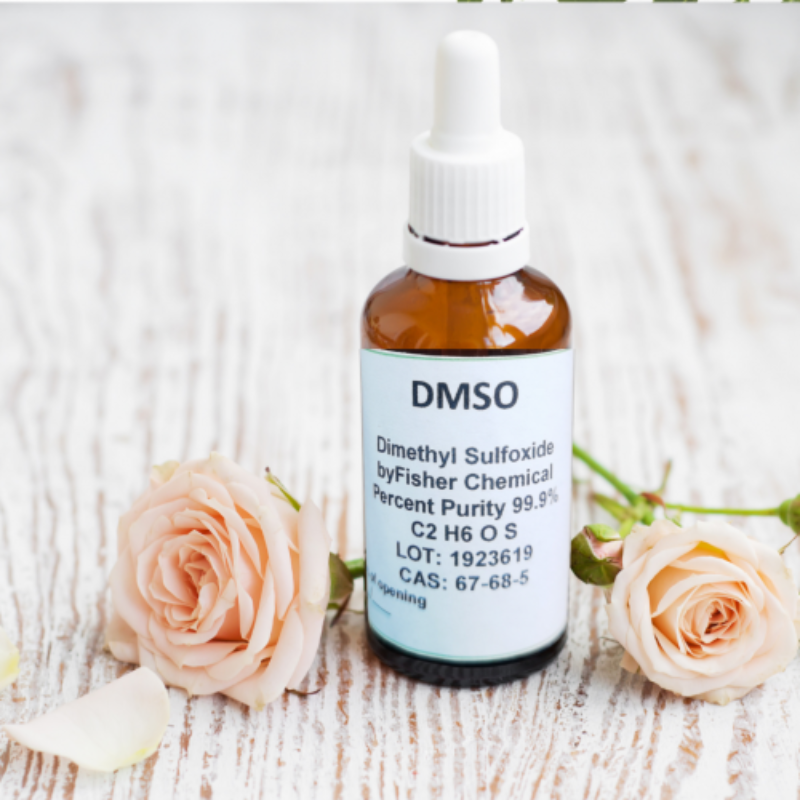 DMSO
Dimethyl Sulfoxide
byFisher Chemical
Percent Purity 99.9%
C2 H6 O S
LOT: 1923619
CAS: 67-68-5
opening